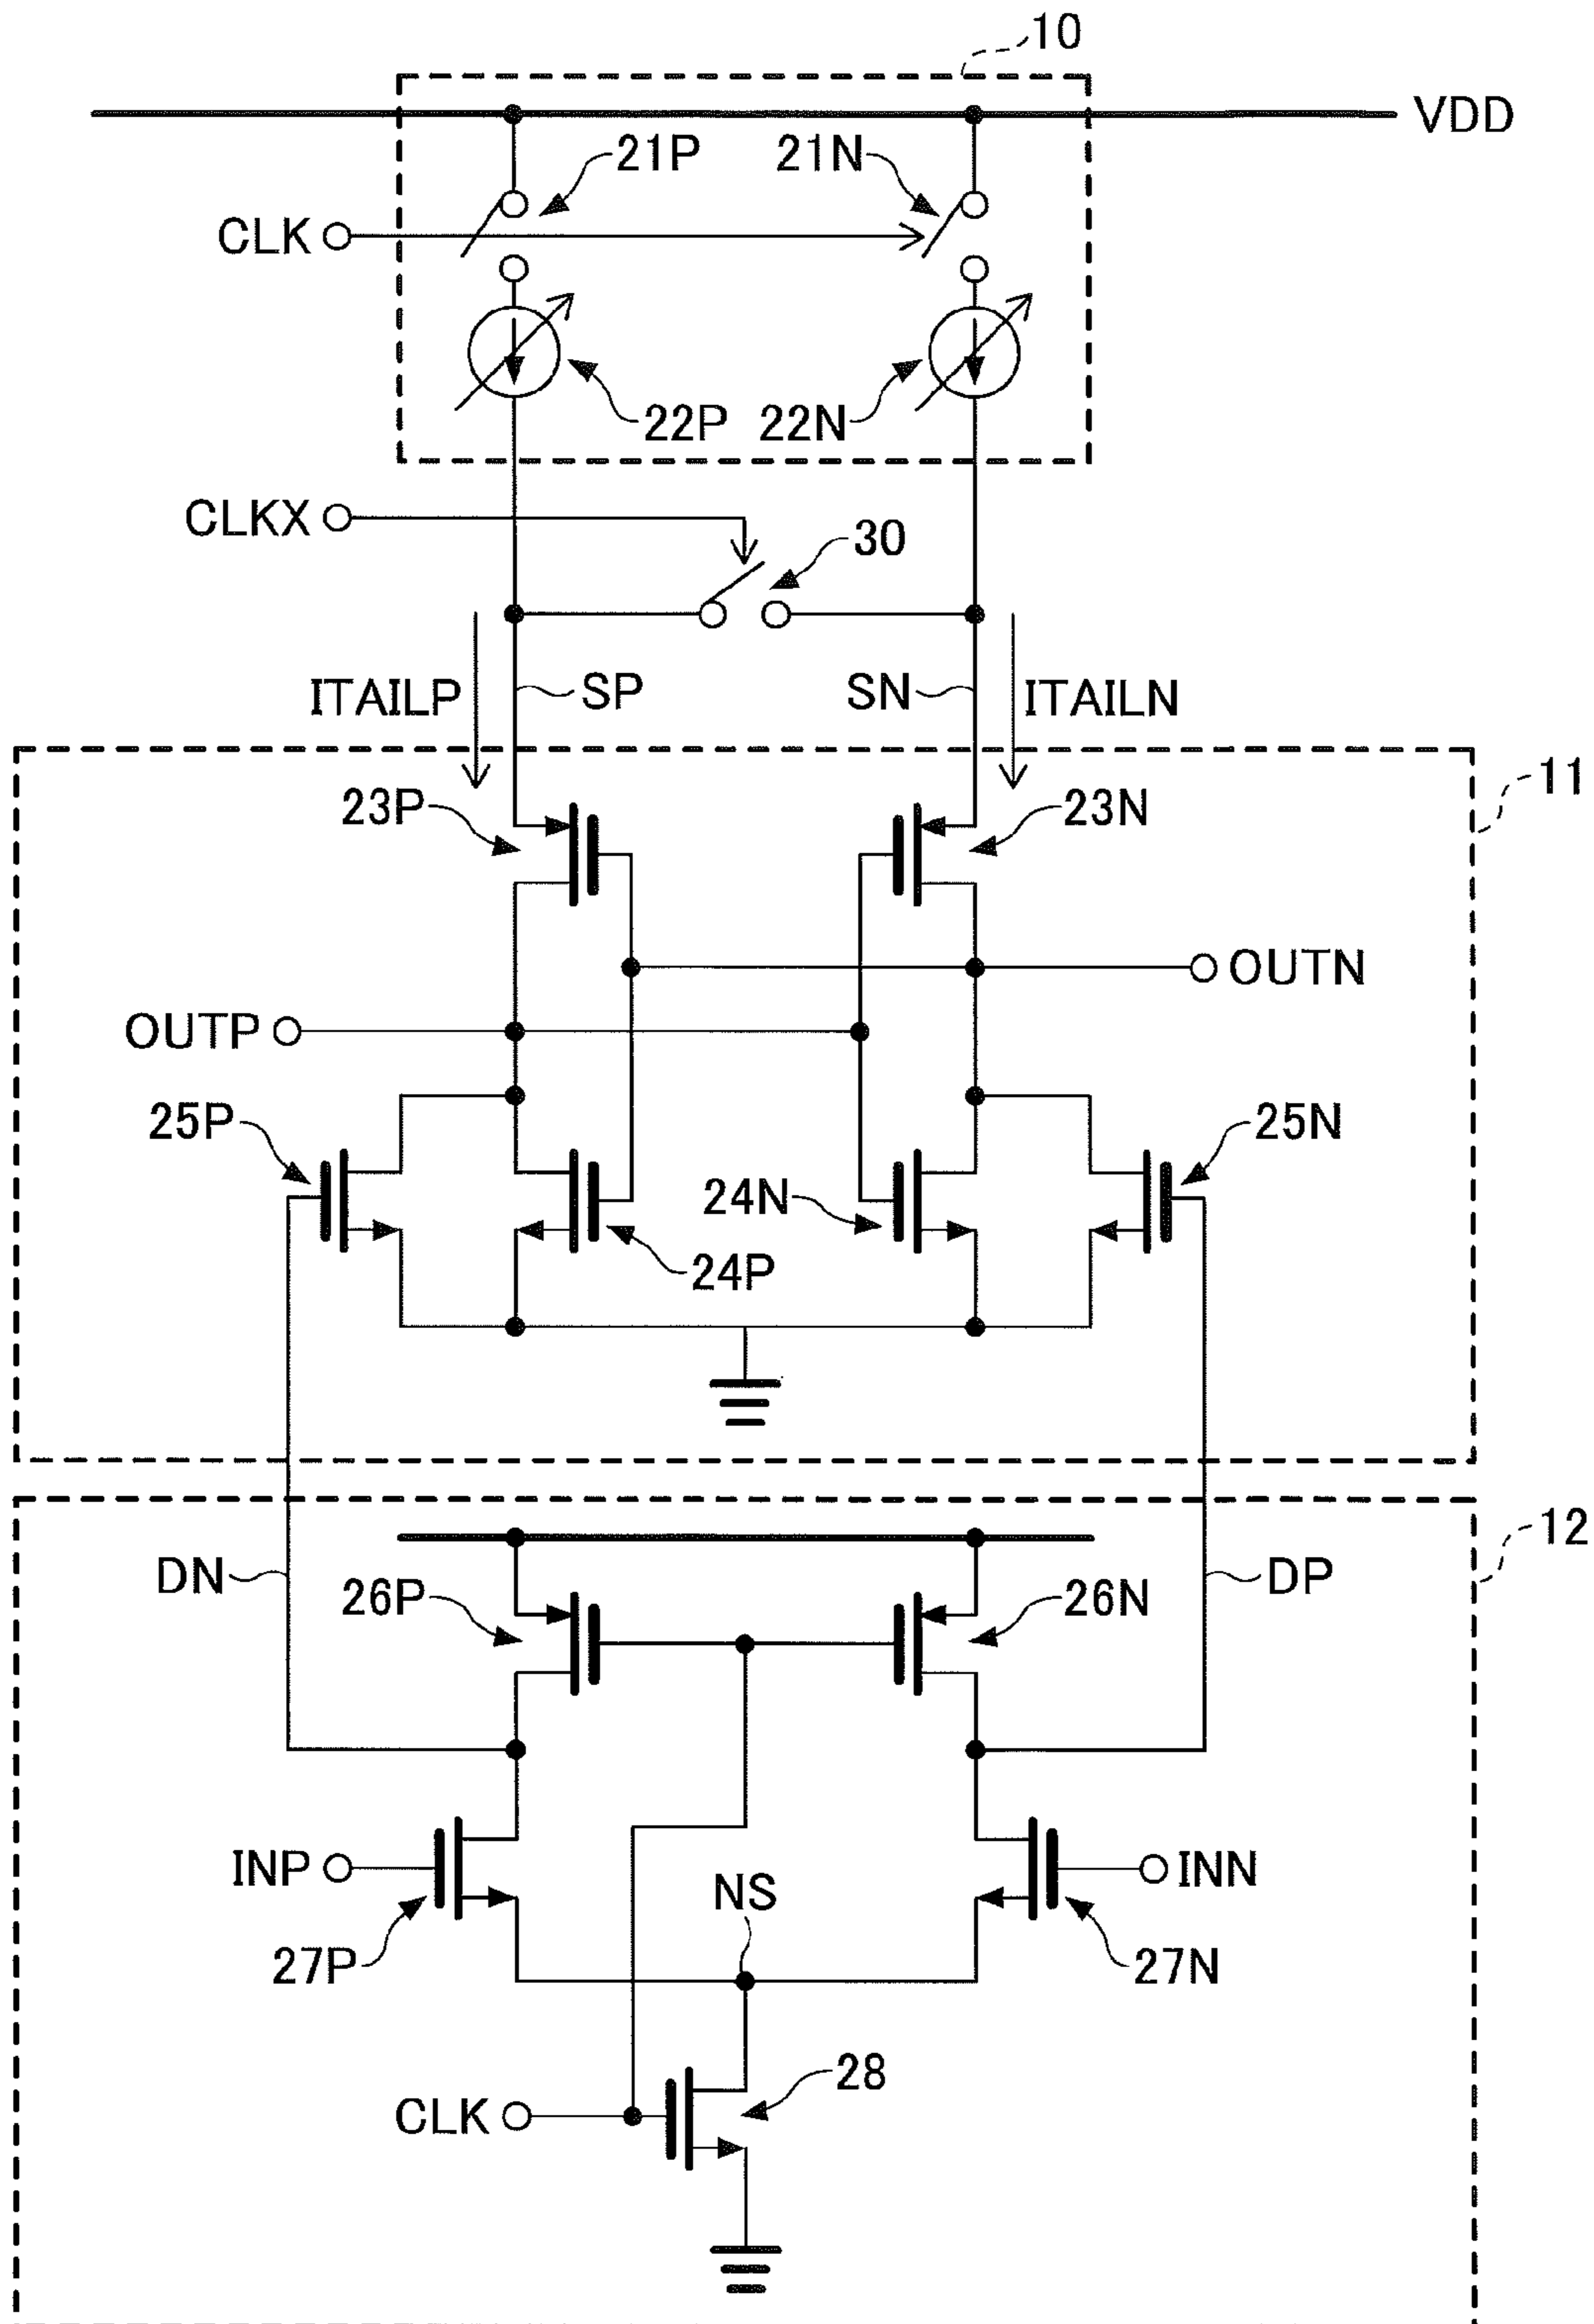 10
VDD
21P
21N
CLK
22P
22N
CLKX
30
ITAILP
SP
SN
ITAILN
11
23P
23N
OUTN
OUTP
25P
25N
24N
24P
12
DN
DP
26P
26N
INP
INN
NS
27P
27N
28
CLK